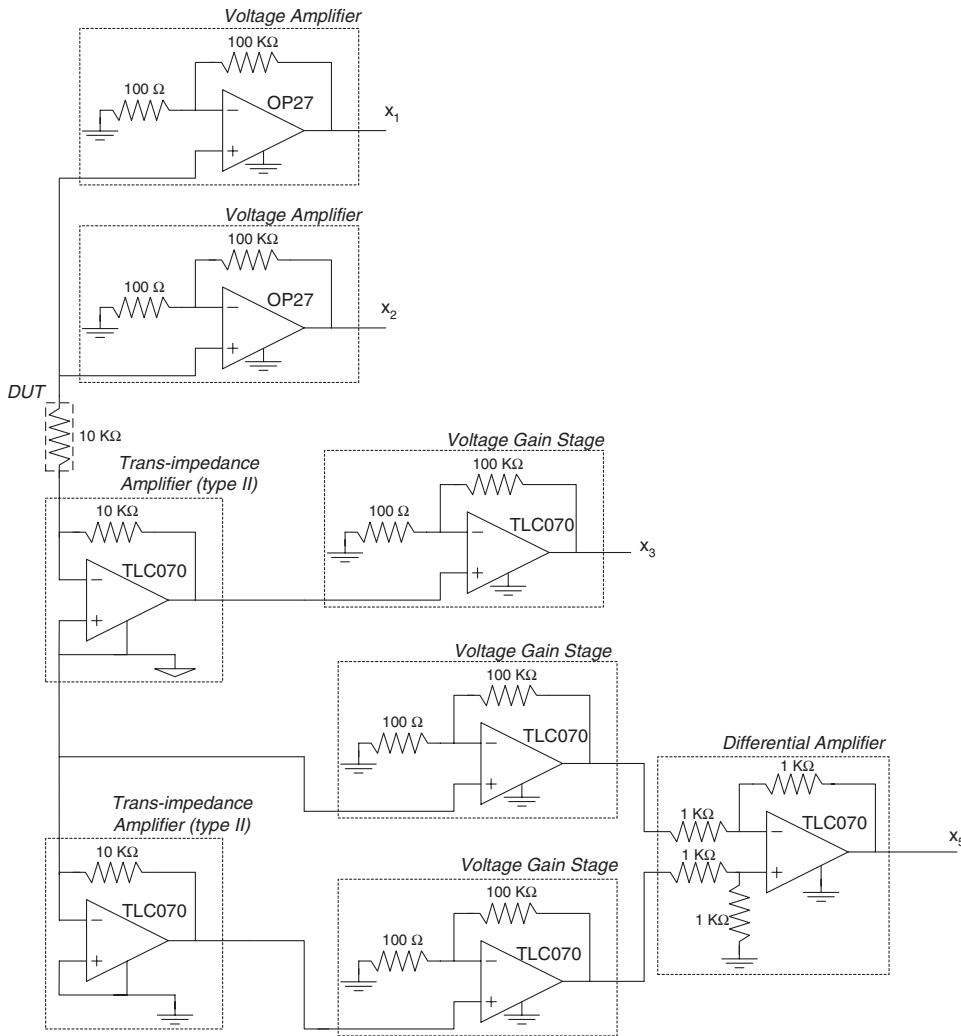 Voltage Amplifier
100 KΩ
100 Ω
OP27
x1
Voltage Amplifier
100 KΩ
100 Ω
OP27
x2
DUT
10 KΩ
Trans-impedance
Amplifier (type II)
10 KΩ
TLC070
Voltage Gain Stage
100 KΩ
100 Ω
TLC070
x3
Voltage Gain Stage
100 KΩ
100 Ω
TLC070
Trans-impedance
Amplifier (type II)
10 KΩ
TLC070
Voltage Gain Stage
100 KΩ
100 Ω
TLC070
Differential Amplifier
1 KΩ
1 KΩ
TLC070
1 KΩ
1 KΩ
x5